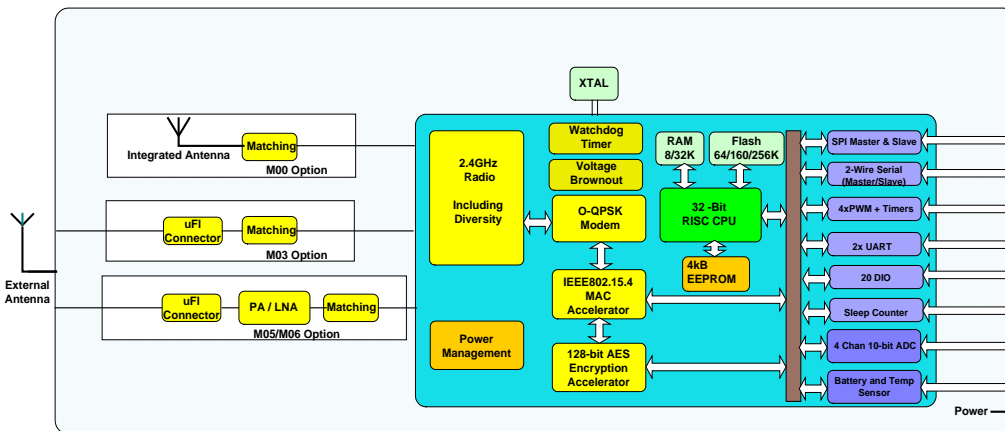 XTAL
Integrated Antenna
Matching
M00 Option
uFl
Connector
Matching
M03 Option
External
Antenna
uFl
Connector
PA / LNA
Matching
M05/M06 Option
2.4GHz
Radio
Including
Diversity
Power
Management
Watchdog
Timer
Voltage
Brownout
O-QPSK
Modem
IEEE802.15.4
MAC
Accelerator
128-bit AES
Encryption
Accelerator
RAM
8/32K
Flash
64/160/256K
32 -Bit
RISC CPU
4kB
EEPROM
SPI Master & Slave
2-Wire Serial
(Master/Slave)
4xPWM + Timers
2x UART
20 DIO
Sleep Counter
4 Chan 10-bit ADC
Battery and Temp
Sensor
Power